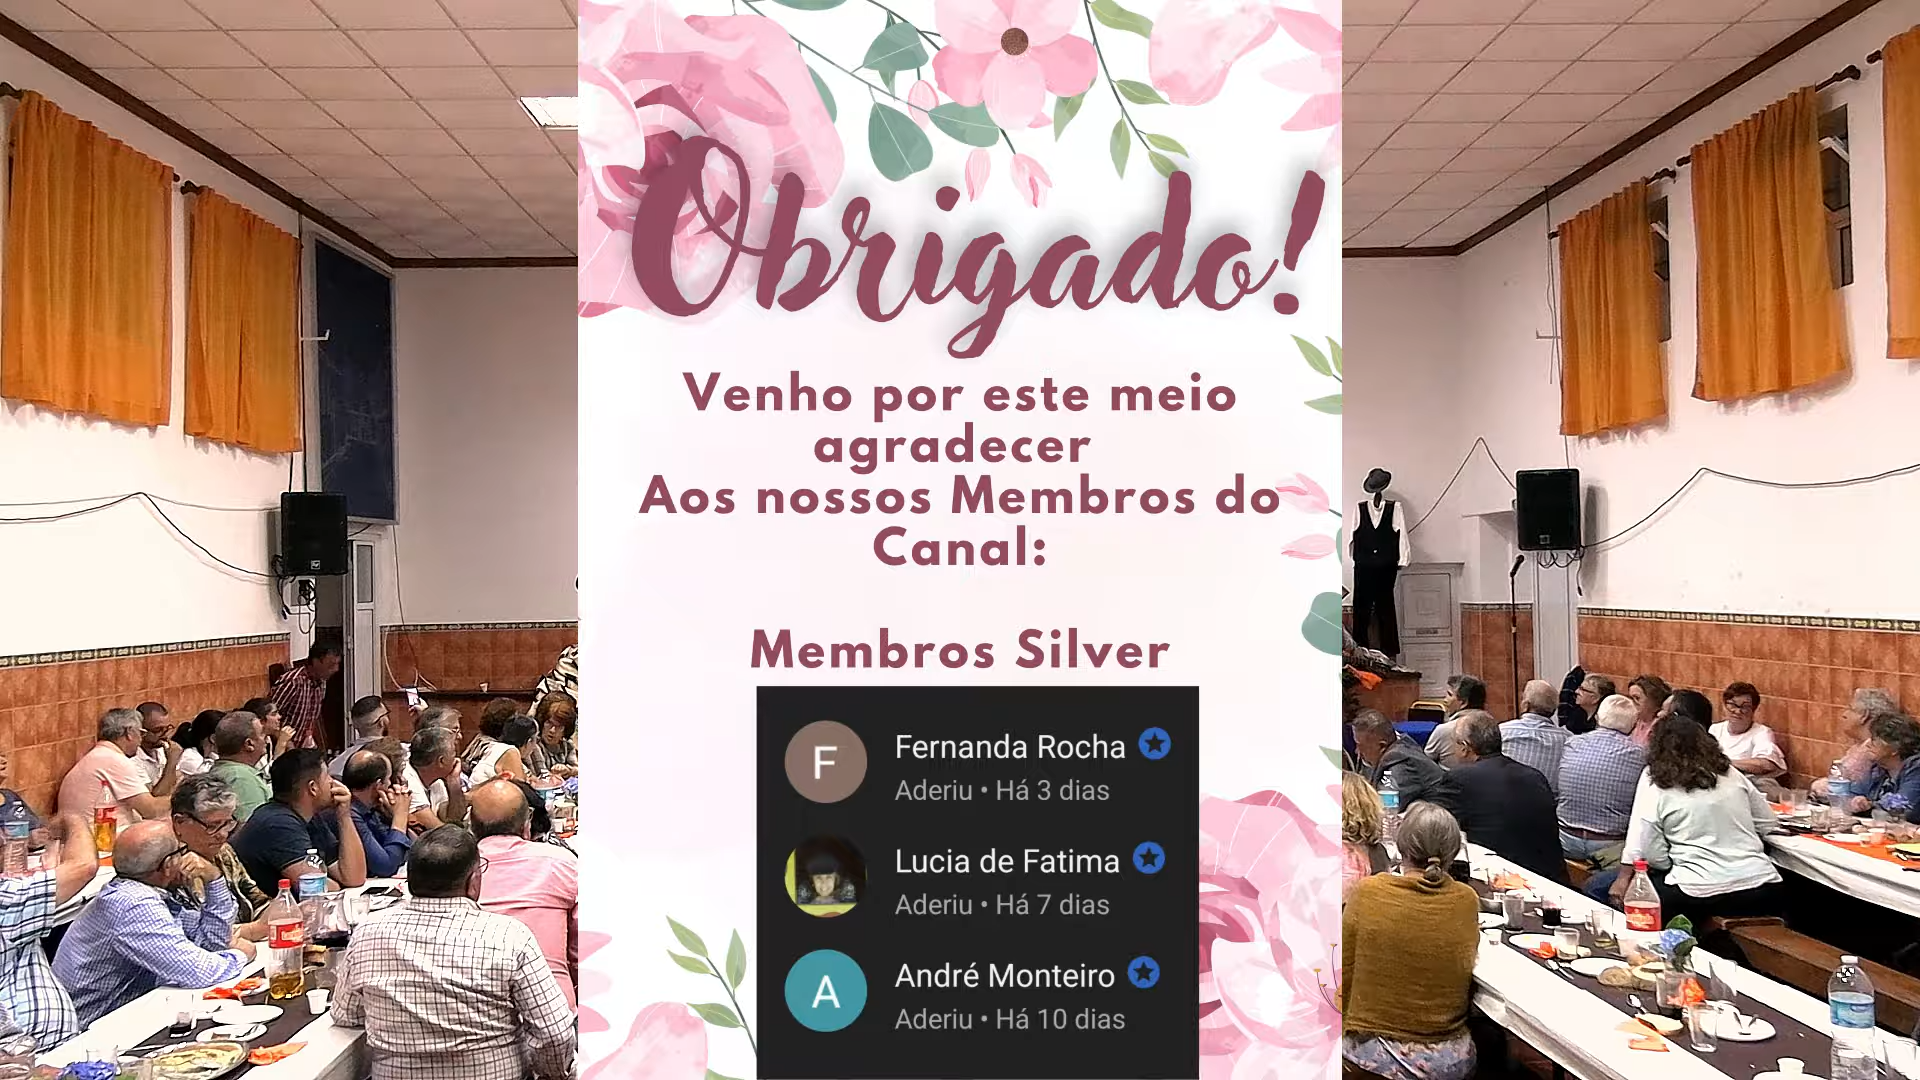 Obrigado!
Venho por este meio
agradecer
Aos nossos Membros do
Canal:
Membros Silver
F
Fernanda Rocha
Aderiu • Há 3 dias
Lucia de Fatima
Aderiu • Há 7 dias
A
André Monteiro
Aderiu • Há 10 dias